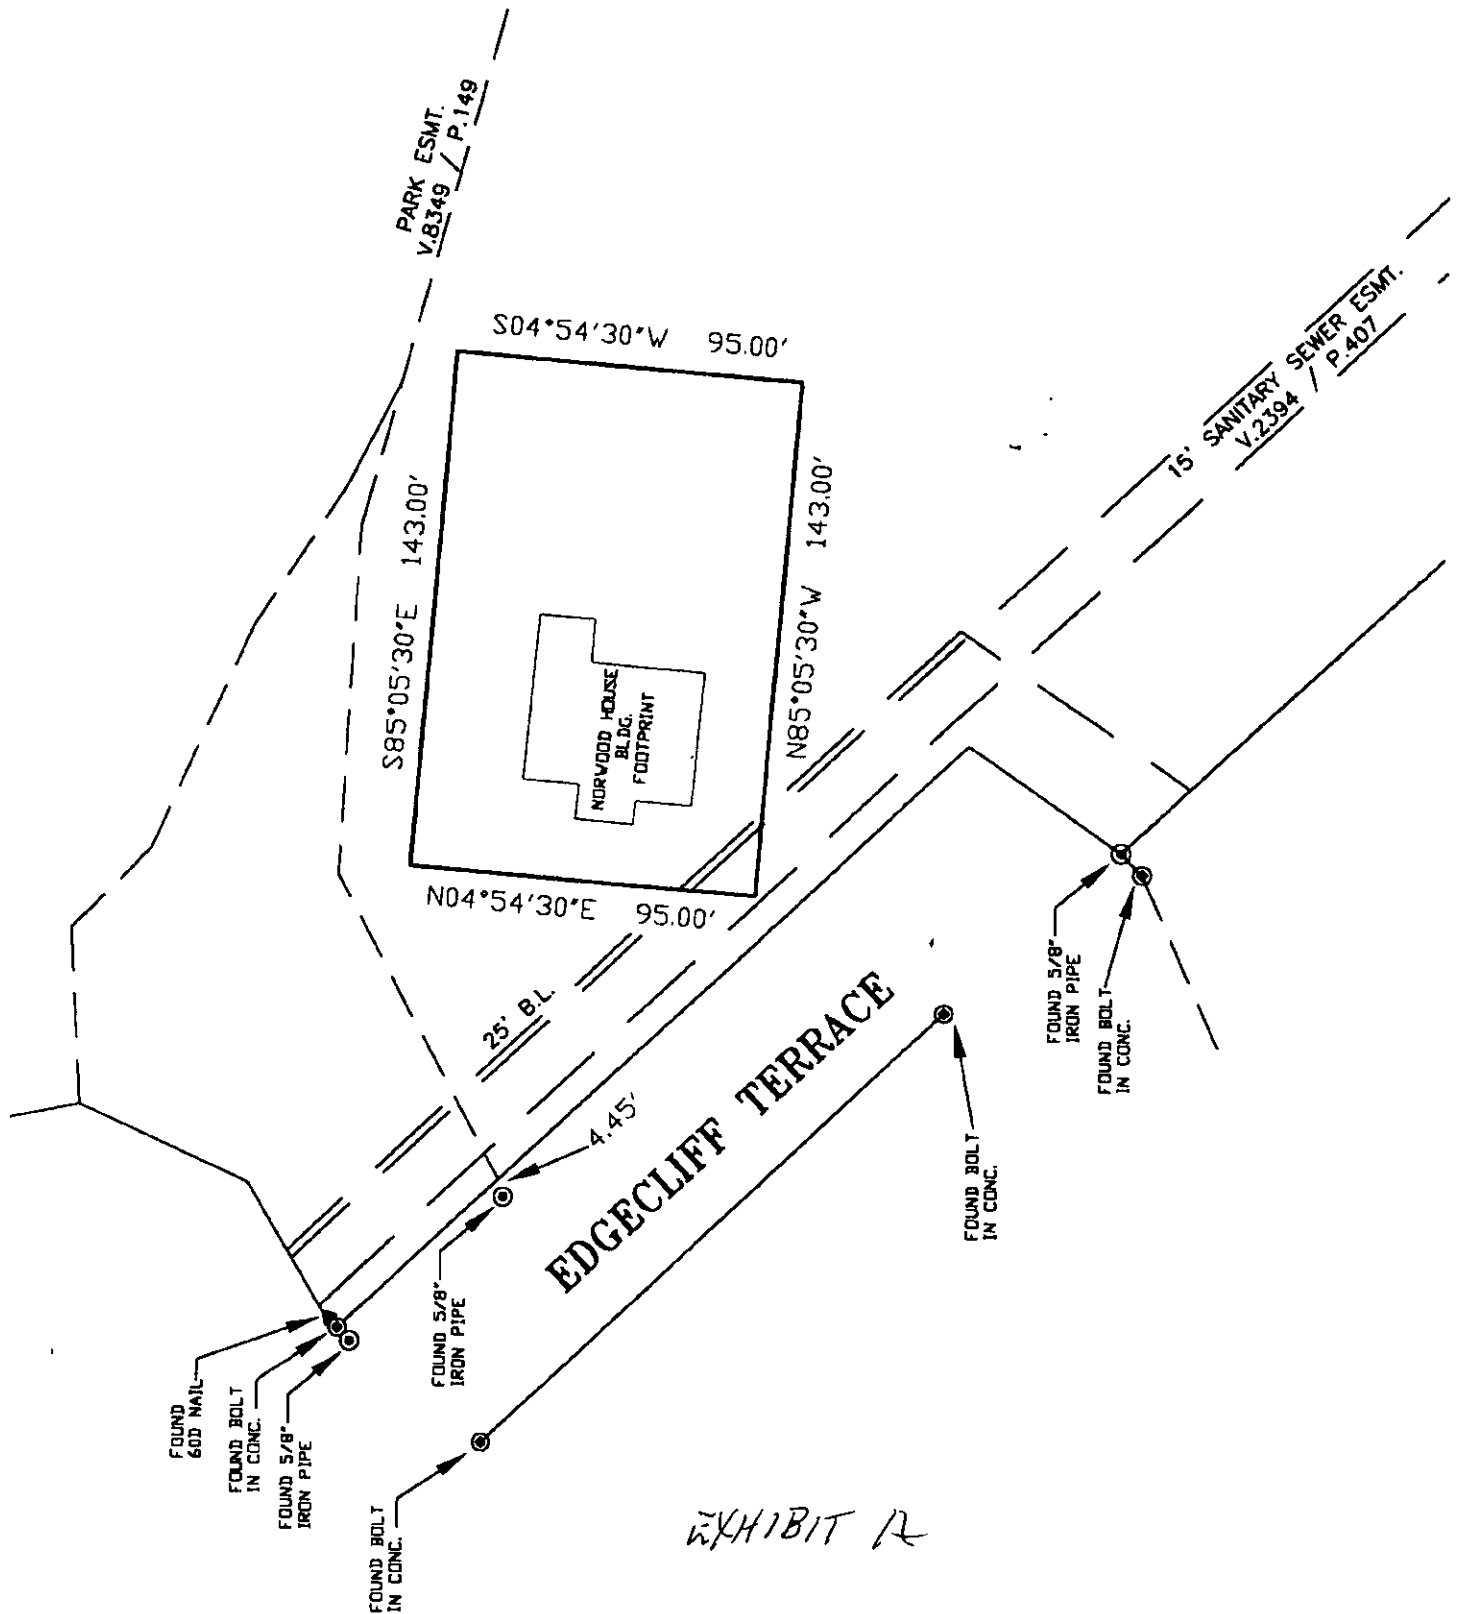 PARK ESMT.
V.8349 / P.149
S04°54'30"W 95.00'
S85°05'30"E 143.00'
N85°05'30"W 143.00'
N04°54'30"E 95.00'
NORWOOD HOUSE
BLDG.
FOOTPRINT
15' SANITARY SEWER ESMT.
V.2394 / P.407
25' B.L.
4.45'
EDGECLIFF TERRACE
FOUND 5/8"
IRON PIPE
FOUND BOLT
IN CONC.
FOUND BOLT
IN CONC.
FOUND 5/8"
IRON PIPE
FOUND
60D NAIL
FOUND BOLT
IN CONC.
FOUND 5/8"
IRON PIPE
FOUND BOLT
IN CONC.
EXHIBIT A